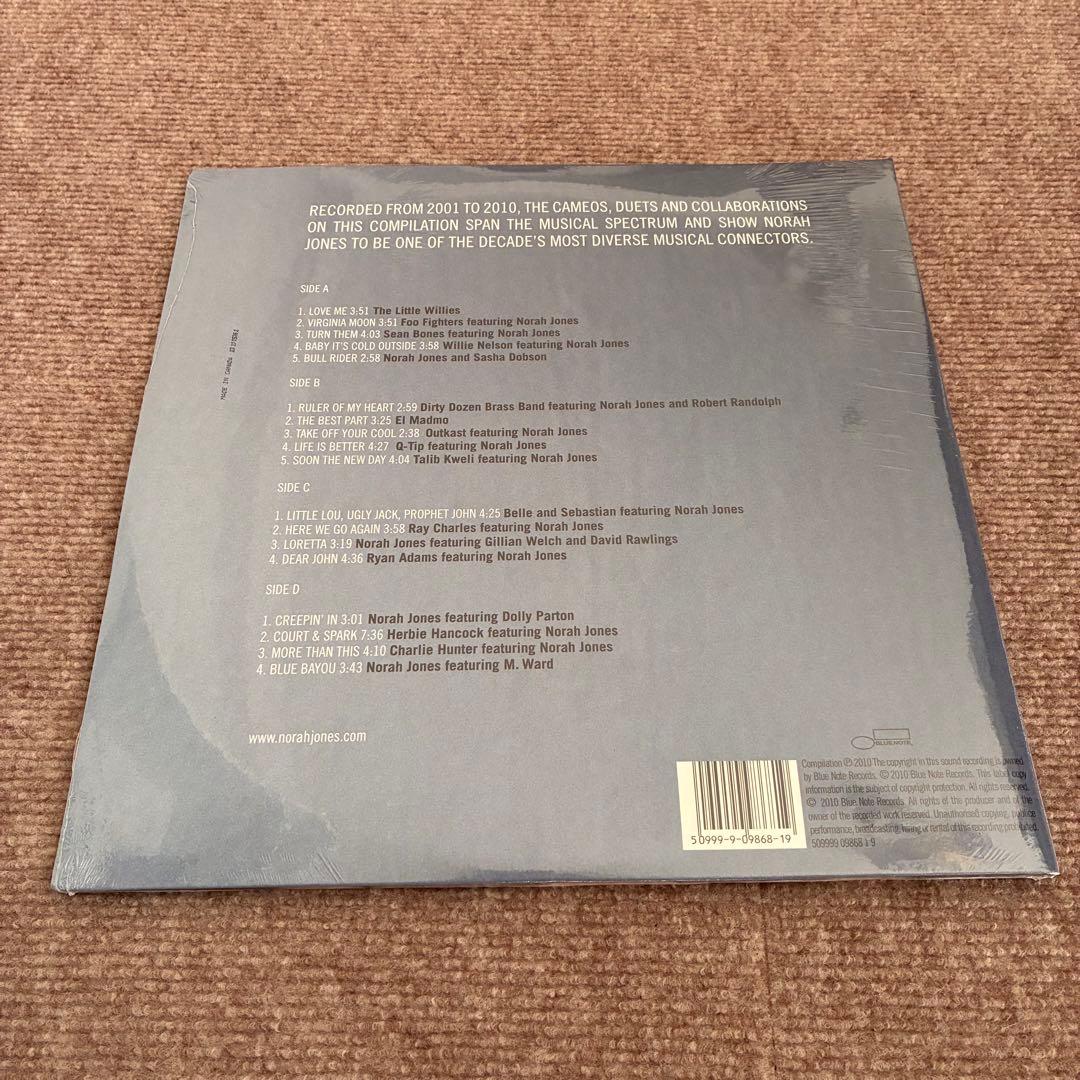 RECORDED FROM 2001 TO 2010, THE CAMEOS, DUETS AND COLLABORATIONS
ON THIS COMPILATION SPAN THE MUSICAL SPECTRUM AND SHOW NORAH
JONES TO BE ONE OF THE DECADE'S MOST DIVERSE MUSICAL CONNECTORS.
SIDE A
1. LOVE ME 3:51 The Little Willies
2. VIRGINIA MOON 3:51 Foo Fighters featuring Norah Jones
3. TURN THEM 4:03 Sean Bones featuring Norah Jones
4. BABY IT'S COLD OUTSIDE 3:58 Willie Nelson featuring Norah Jones
5. BULL RIDER 2:58 Norah Jones and Sasha Dobson
MADE IN CANADA
SIDE B
1. RULER OF MY HEART 2:59 Dirty Dozen Brass Band featuring Norah Jones and Robert Randolph
2. THE BEST PART 3:25 El Madmo
3. TAKE OFF YOUR COOL 2:38 Outkast featuring Norah Jones
4. LIFE IS BETTER 4:27 Q-Tip featuring Norah Jones
5. SOON THE NEW DAY 4:04 Talib Kweli featuring Norah Jones
SIDE C
1. LITTLE LOU, UGLY JACK, PROPHET JOHN 4:25 Belle and Sebastian featuring Norah Jones
2. HERE WE GO AGAIN 3:58 Ray Charles featuring Norah Jones
3. LORETTA 3:19 Norah Jones featuring Gillian Welch and David Rawlings
4. DEAR JOHN 4:36 Ryan Adams featuring Norah Jones
SIDE D
1. CREEPIN' IN 3:01 Norah Jones featuring Dolly Parton
2. COURT & SPARK 7:36 Herbie Hancock featuring Norah Jones
3. MORE THAN THIS 4:10 Charlie Hunter featuring Norah Jones
4. BLUE BAYOU 3:43 Norah Jones featuring M. Ward
www.norahjones.com
BLUE NOTE
Compilation ℗ 2010 The copyright in this sound recording is owned
by Blue Note Records. © 2010 Blue Note Records. This label copy
information is the subject of copyright protection. All rights reserved.
© 2010 Blue Note Records. All rights of the producer and of the
owner of the recorded work reserved. Unauthorised copying, public
performance, broadcasting, hiring or rental of this recording prohibited.
509999 09868 1 9
5 0999-9-09868-19